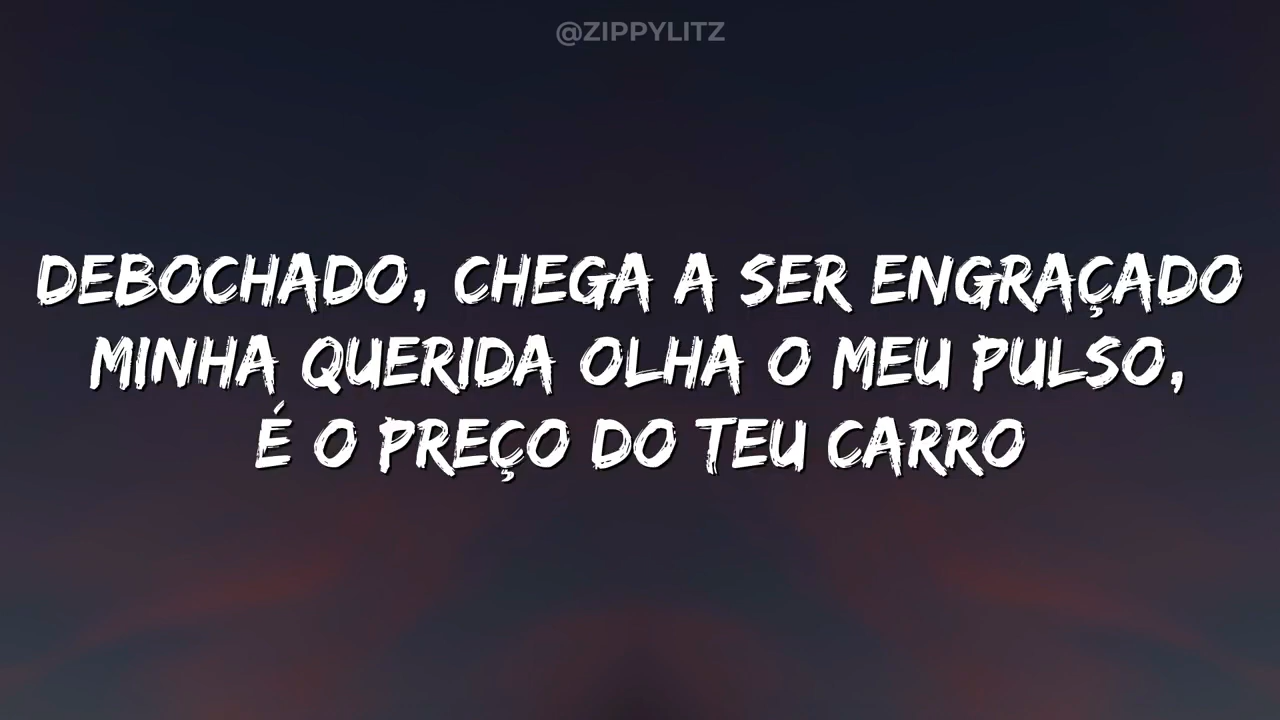 @ZIPPYLITZ
DEBOCHADO, CHEGA A SER ENGRAÇADO
MINHA QUERIDA OLHA O MEU PULSO,
É O PREÇO DO TEU CARRO